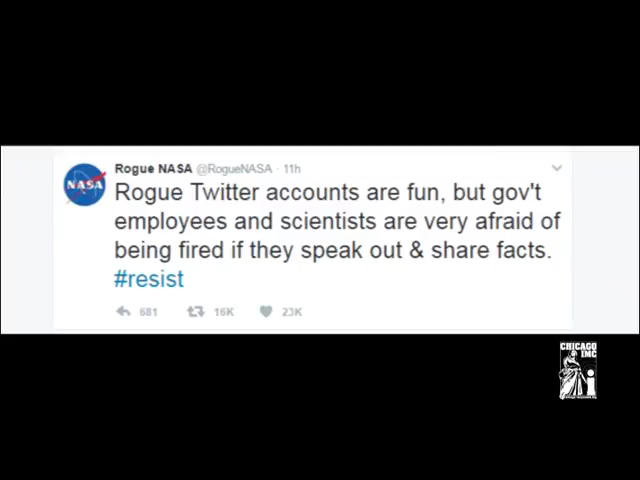 NASA
Rogue NASA @RogueNASA · 11h
Rogue Twitter accounts are fun, but gov't
employees and scientists are very afraid of
being fired if they speak out & share facts.
#resist
681 16K 23K
CHICAGO
IMC